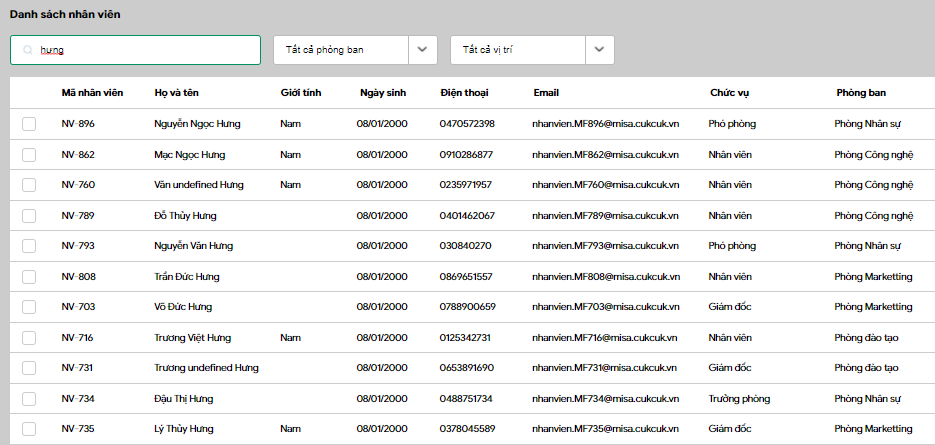 Danh sách nhân viên
hưng Tất cả phòng ban Tất cả vị trí
Mã nhân viên Họ và tên Giới tính Ngày sinh Điện thoại Email Chức vụ Phòng ban
NV-896 Nguyễn Ngọc Hưng Nam 08/01/2000 0470572398 nhanvien.MF896@misa.cukcuk.vn Phó phòng Phòng Nhân sự
NV-862 Mạc Ngọc Hưng Nam 08/01/2000 0910286877 nhanvien.MF862@misa.cukcuk.vn Nhân viên Phòng Công nghệ
NV-760 Văn undefined Hưng Nam 08/01/2000 0235971957 nhanvien.MF760@misa.cukcuk.vn Nhân viên Phòng Công nghệ
NV-789 Đỗ Thủy Hưng 08/01/2000 0401462067 nhanvien.MF789@misa.cukcuk.vn Nhân viên Phòng Công nghệ
NV-793 Nguyễn Văn Hưng 08/01/2000 030840270 nhanvien.MF793@misa.cukcuk.vn Phó phòng Phòng Nhân sự
NV-808 Trần Đức Hưng 08/01/2000 0869651557 nhanvien.MF808@misa.cukcuk.vn Nhân viên Phòng Marketting
NV-703 Võ Đức Hưng 08/01/2000 0788900659 nhanvien.MF703@misa.cukcuk.vn Giám đốc Phòng Marketting
NV-716 Trương Việt Hưng Nam 08/01/2000 0125342731 nhanvien.MF716@misa.cukcuk.vn Nhân viên Phòng đào tạo
NV-731 Trương undefined Hưng 08/01/2000 0653891690 nhanvien.MF731@misa.cukcuk.vn Giám đốc Phòng đào tạo
NV-734 Đậu Thị Hưng 08/01/2000 0488751734 nhanvien.MF734@misa.cukcuk.vn Trưởng phòng Phòng Nhân sự
NV-735 Lý Thủy Hưng Nam 08/01/2000 0378045589 nhanvien.MF735@misa.cukcuk.vn Giám đốc Phòng Marketting